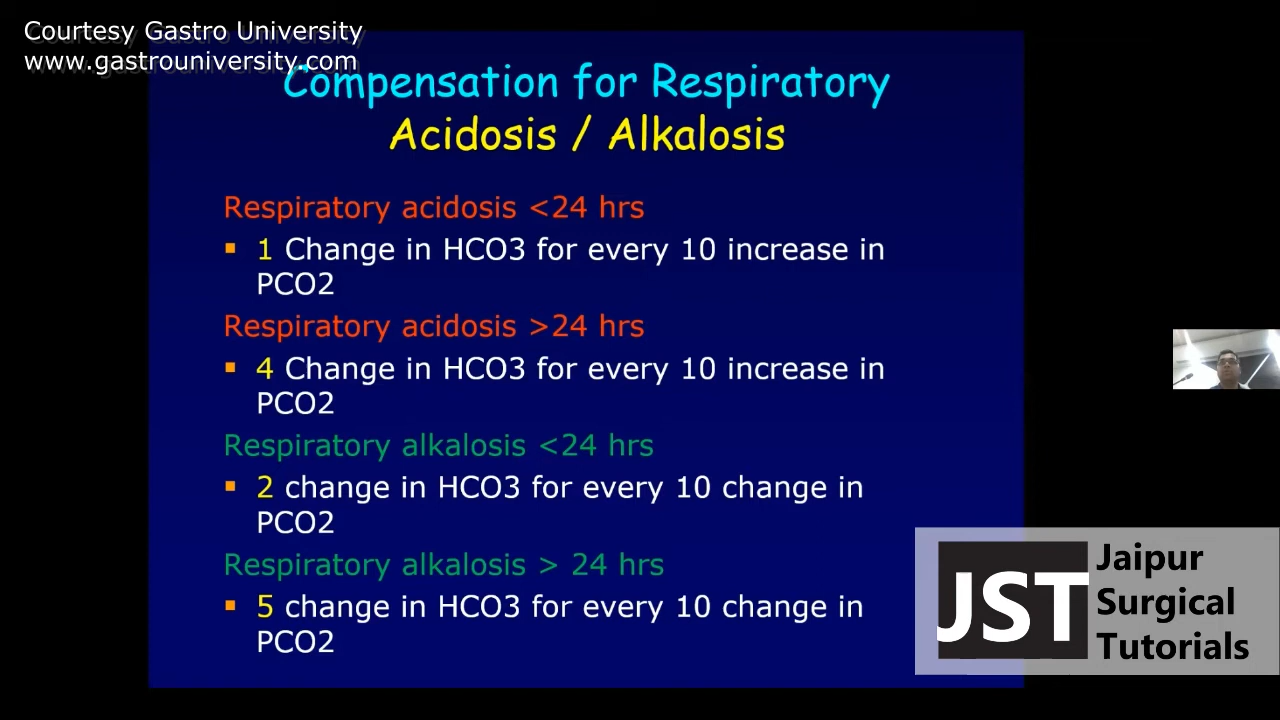 Courtesy Gastro University
www.gastrouniversity.com
Compensation for Respiratory
Acidosis / Alkalosis
Respiratory acidosis <24 hrs
▪ 1 Change in HCO3 for every 10 increase in
PCO2
Respiratory acidosis >24 hrs
▪ 4 Change in HCO3 for every 10 increase in
PCO2
Respiratory alkalosis <24 hrs
▪ 2 change in HCO3 for every 10 change in
PCO2
Respiratory alkalosis > 24 hrs
▪ 5 change in HCO3 for every 10 change in
PCO2
JST
Jaipur
Surgical
Tutorials